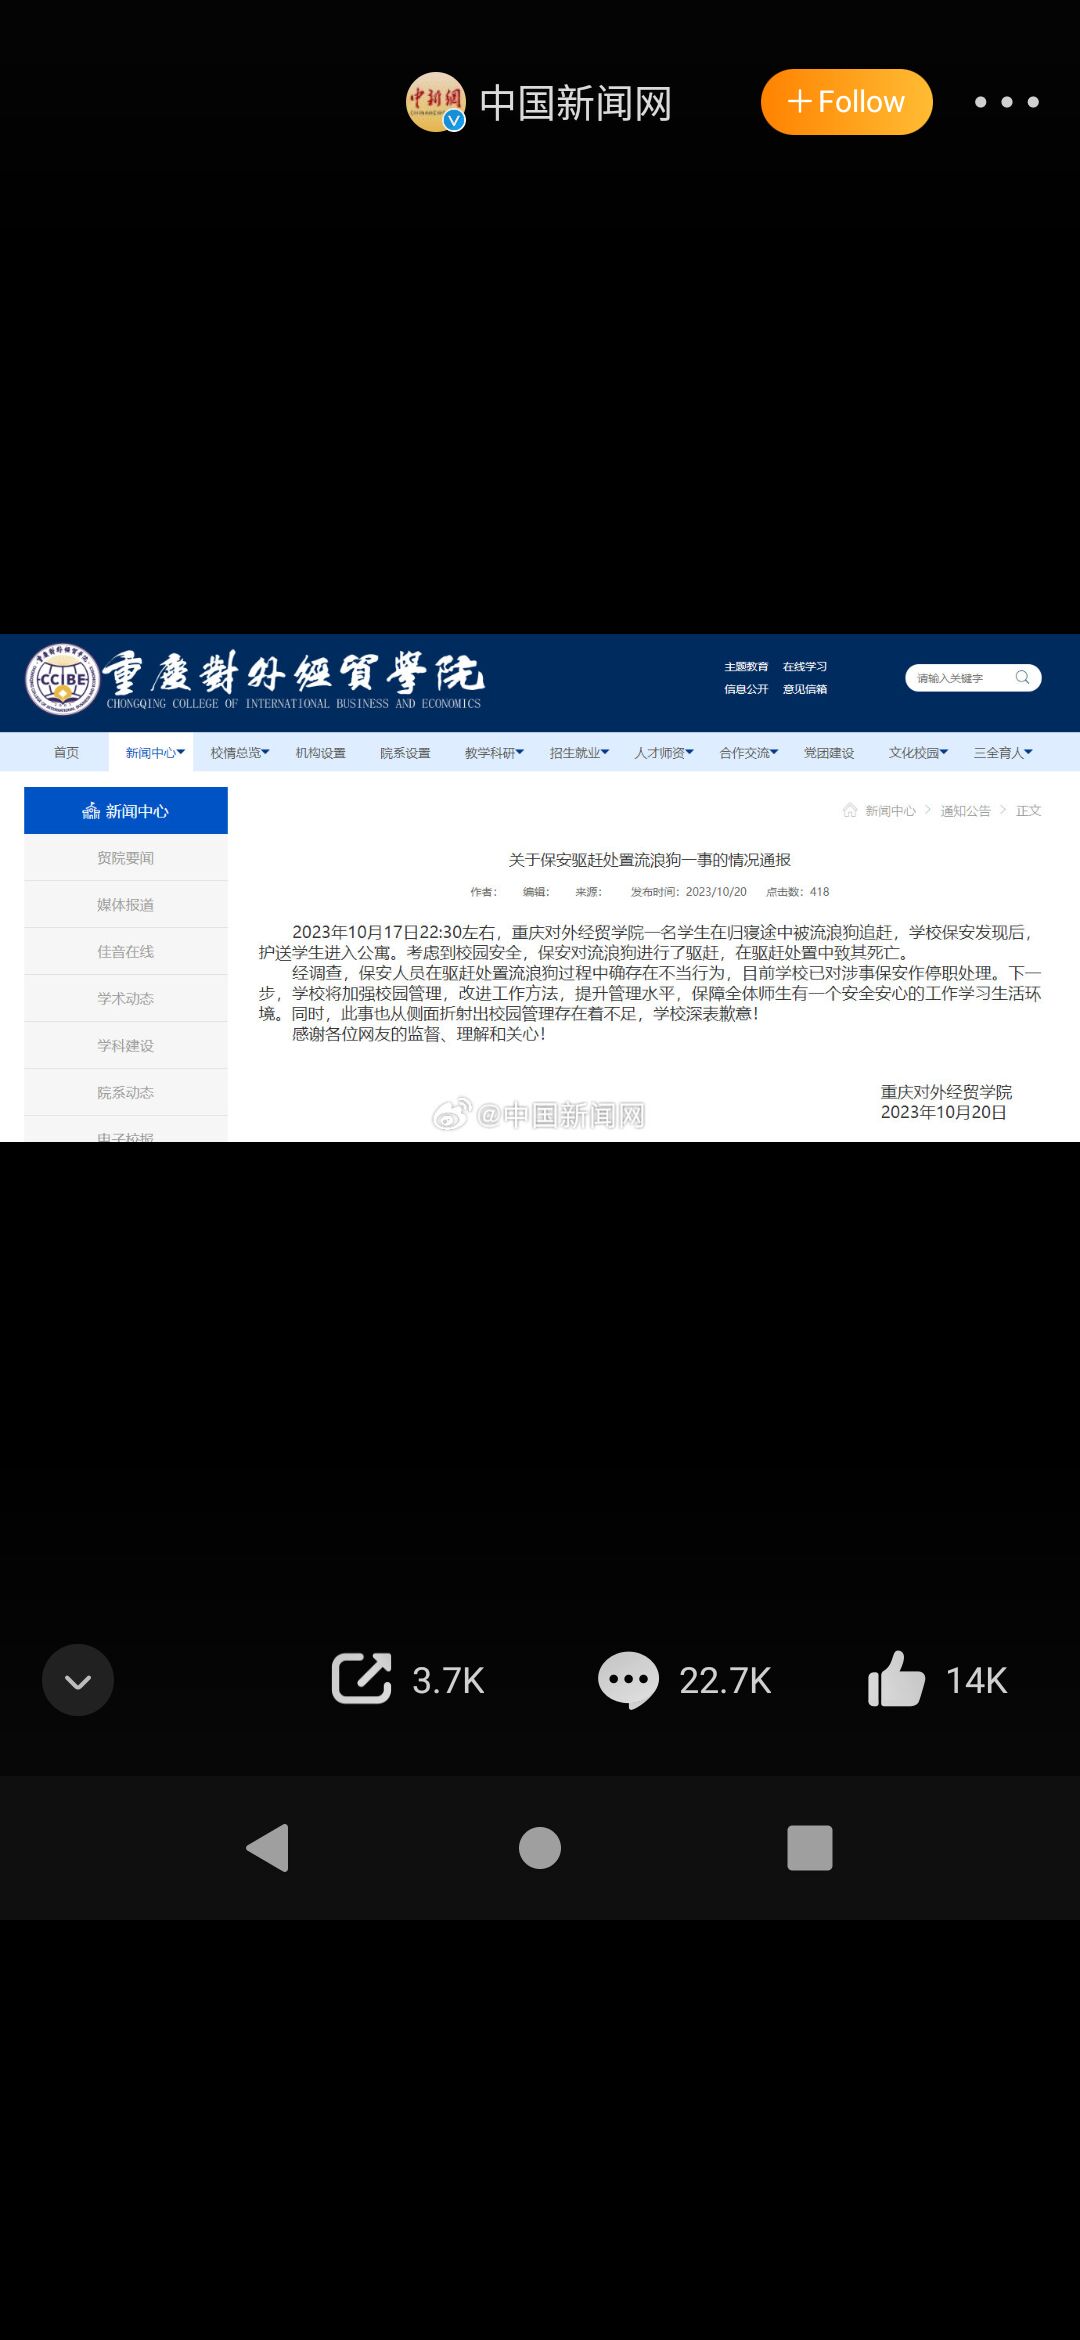 中新網
中国新闻网
+Follow
CCIBE
重慶對外經貿學院
CHONGQING COLLEGE OF INTERNATIONAL BUSINESS AND ECONOMICS
主题教育 在线学习
信息公开 意见信箱
请输入关键字
首页 新闻中心 校情总览 机构设置 院系设置 教学科研 招生就业 人才师资 合作交流 党团建设 文化校园 三全育人
新闻中心
贸院要闻
媒体报道
佳音在线
学术动态
学科建设
院系动态
电子校报
新闻中心 > 通知公告 > 正文
关于保安驱赶处置流浪狗一事的情况通报
作者： 编辑： 来源： 发布时间：2023/10/20 点击数：418
2023年10月17日22:30左右，重庆对外经贸学院一名学生在归寝途中被流浪狗追赶，学校保安发现后，
护送学生进入公寓。考虑到校园安全，保安对流浪狗进行了驱赶，在驱赶处置中致其死亡。
经调查，保安人员在驱赶处置流浪狗过程中确存在不当行为，目前学校已对涉事保安作停职处理。下一
步，学校将加强校园管理，改进工作方法，提升管理水平，保障全体师生有一个安全安心的工作学习生活环
境。同时，此事也从侧面折射出校园管理存在着不足，学校深表歉意！
感谢各位网友的监督、理解和关心！
重庆对外经贸学院
2023年10月20日
@中国新闻网
3.7K
22.7K
14K